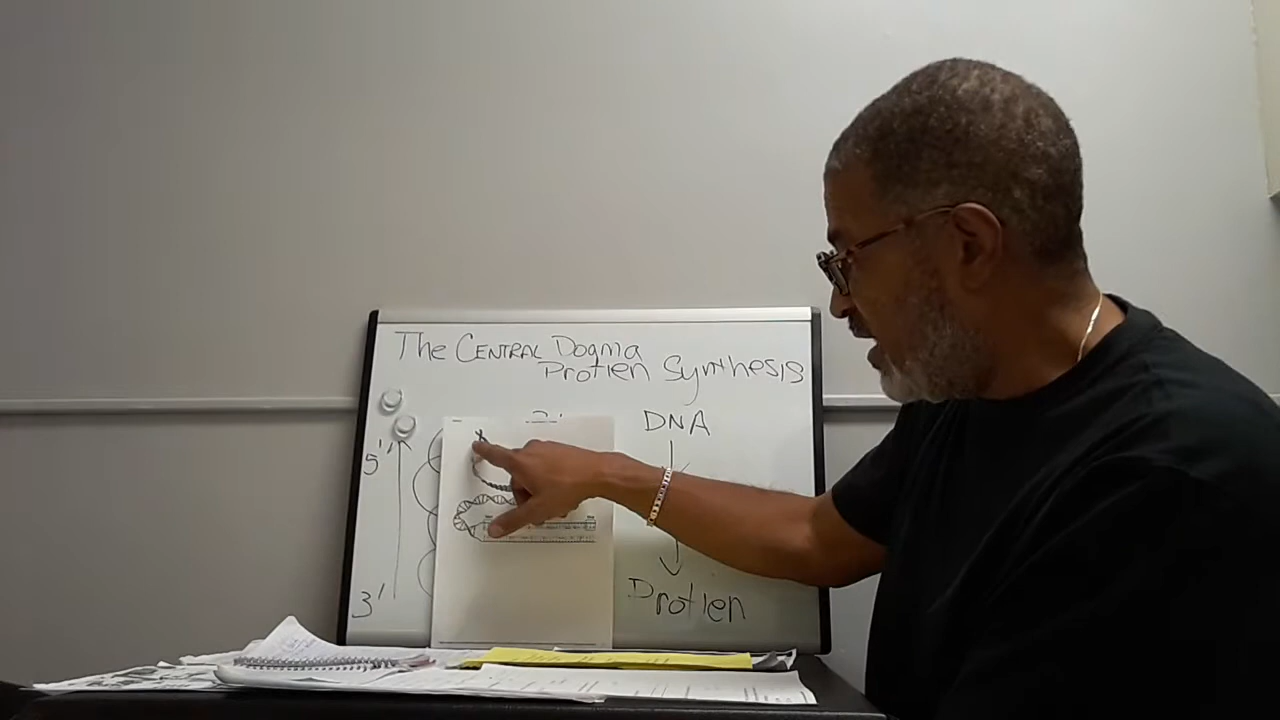 The CENTRAL Dogma
Protien Synthesis
DNA
5'
3'
Protien